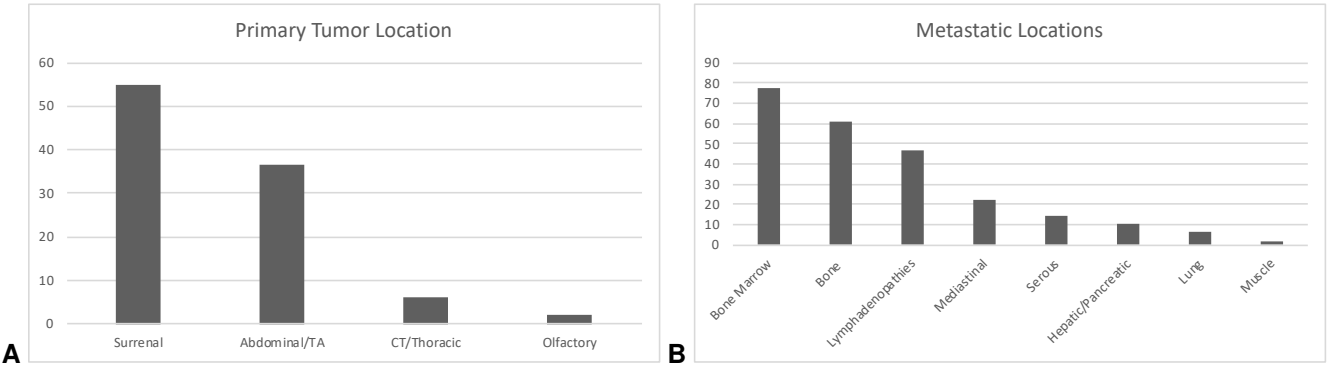 Primary Tumor Location
60
50
40
30
20
10
0
Surrenal
Abdominal/TA
CT/Thoracic
Olfactory
A
Metastatic Locations
90
80
70
60
50
40
30
20
10
0
Bone Marrow
Bone
Lymphadenopathies
Mediastinal
Serous
Hepatic/Pancreatic
Lung
Muscle
B